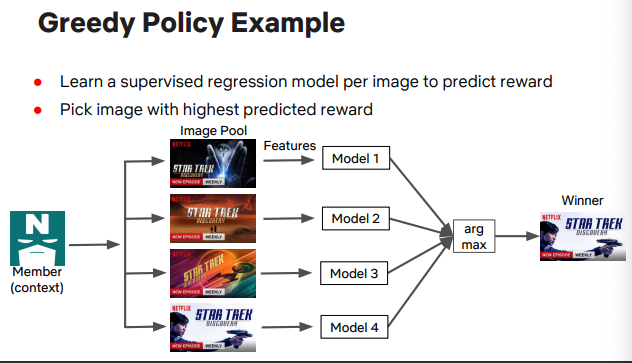 Greedy Policy Example
● Learn a supervised regression model per image to predict reward
● Pick image with highest predicted reward
Image Pool
Features
Winner
Member
(context)
N
NETFLIX
STAR TREK
DISCOVERY
NEW EPISODE WEEKLY
Model 1
NETFLIX
STAR TREK
DISCOVERY
NEW EPISODE WEEKLY
Model 2
NETFLIX
STAR TREK
DISCOVERY
NEW EPISODE WEEKLY
Model 3
NETFLIX
STAR TREK
DISCOVERY
NEW EPISODE WEEKLY
Model 4
arg
max
NETFLIX
STAR TREK
DISCOVERY
NEW EPISODE WEEKLY